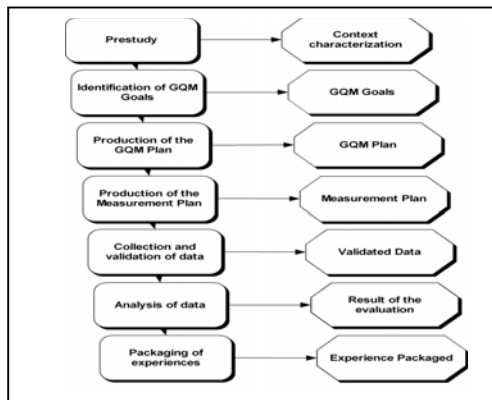 Prestudy
Context
characterization
Identification of GQM
Goals
GQM Goals
Production of the
GQM Plan
GQM Plan
Production of the
Measurement Plan
Measurement Plan
Collection and
validation of data
Validated Data
Analysis of data
Result of the
evaluation
Packaging of
experiences
Experience Packaged